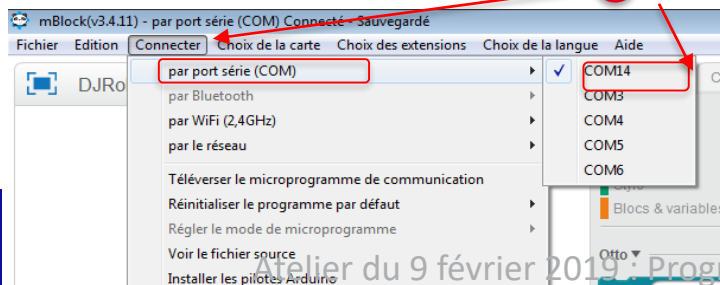 mBlock(v3.4.11) - par port série (COM) Connecté - Sauvegardé
Fichier Edition Connecter Choix de la carte Choix des extensions Choix de la langue Aide
DJRo
par port série (COM)
par Bluetooth
par WiFi (2,4GHz)
par le réseau
Téléverser le microprogramme de communication
Réinitialiser le programme par défaut
Régler le mode de microprogramme
Voir le fichier source
Installer les pilotes Arduino
COM14
COM3
COM4
COM5
COM6
C
Stylo
Blocs & variables
Otto
Atelier du 9 février 2019 : Progr